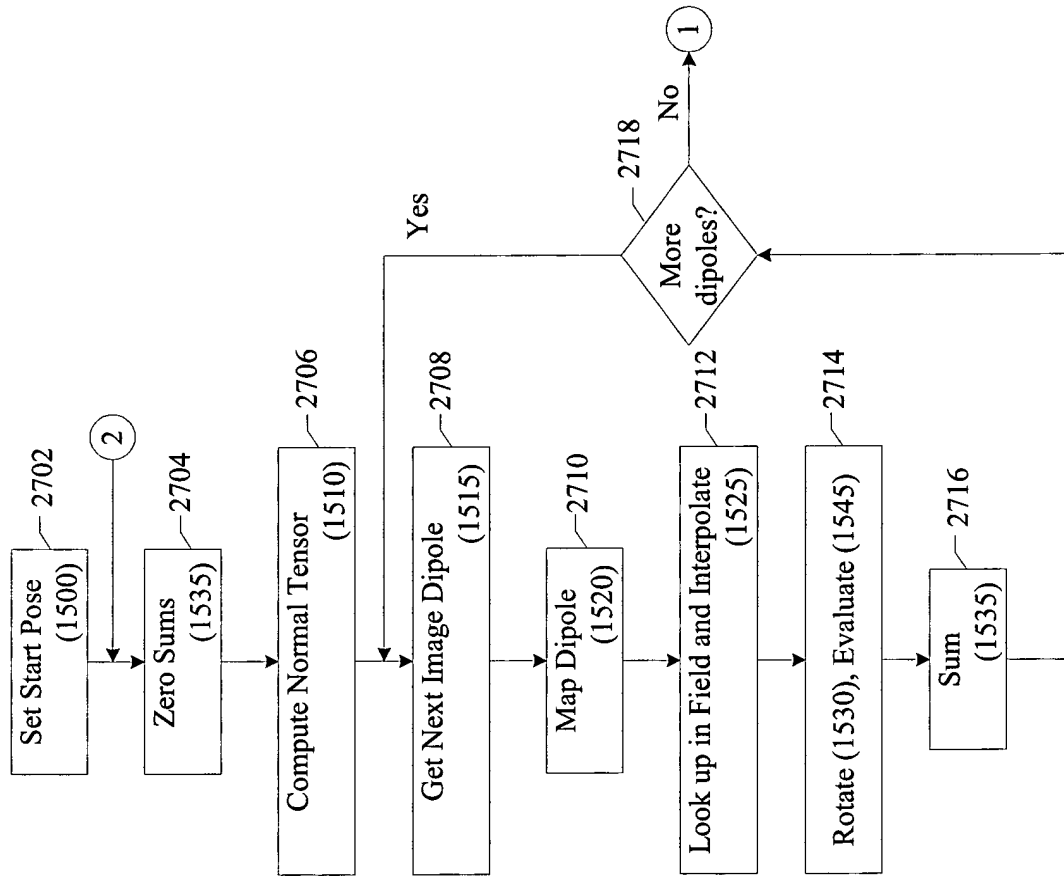 Set Start Pose
(1500)
2702
2
Zero Sums
(1535)
2704
Compute Normal Tensor
(1510)
2706
Get Next Image Dipole
(1515)
2708
Map Dipole
(1520)
2710
Look up in Field and Interpolate
(1525)
2712
Rotate (1530), Evaluate (1545)
2714
Sum
(1535)
2716
More
dipoles?
2718
Yes
No
1